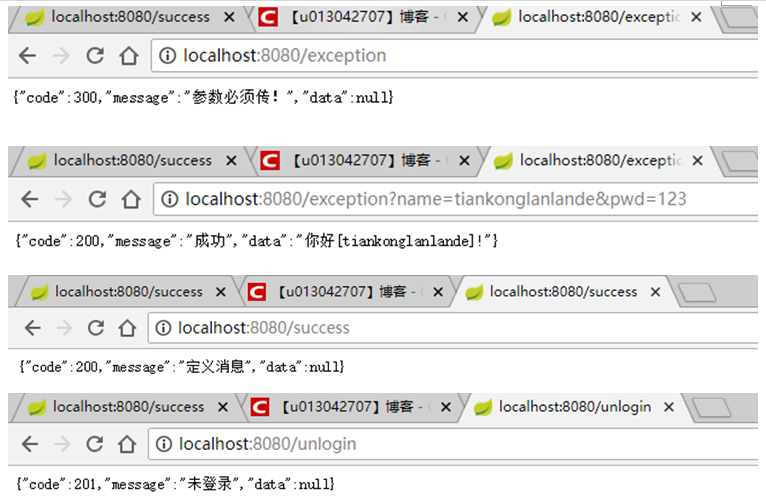 localhost:8080/success 【u013042707】博客 - localhost:8080/exceptio
localhost:8080/exception
{"code":300,"message":"参数必须传！","data":null}
localhost:8080/success 【u013042707】博客 - localhost:8080/exceptio
localhost:8080/exception?name=tiankonglanlande&pwd=123
{"code":200,"message":"成功","data":"你好[tiankonglanlande]!"}
localhost:8080/success 【u013042707】博客 - localhost:8080/success
localhost:8080/success
{"code":200,"message":"定义消息","data":null}
localhost:8080/success 【u013042707】博客 - localhost:8080/unlogin
localhost:8080/unlogin
{"code":201,"message":"未登录","data":null}